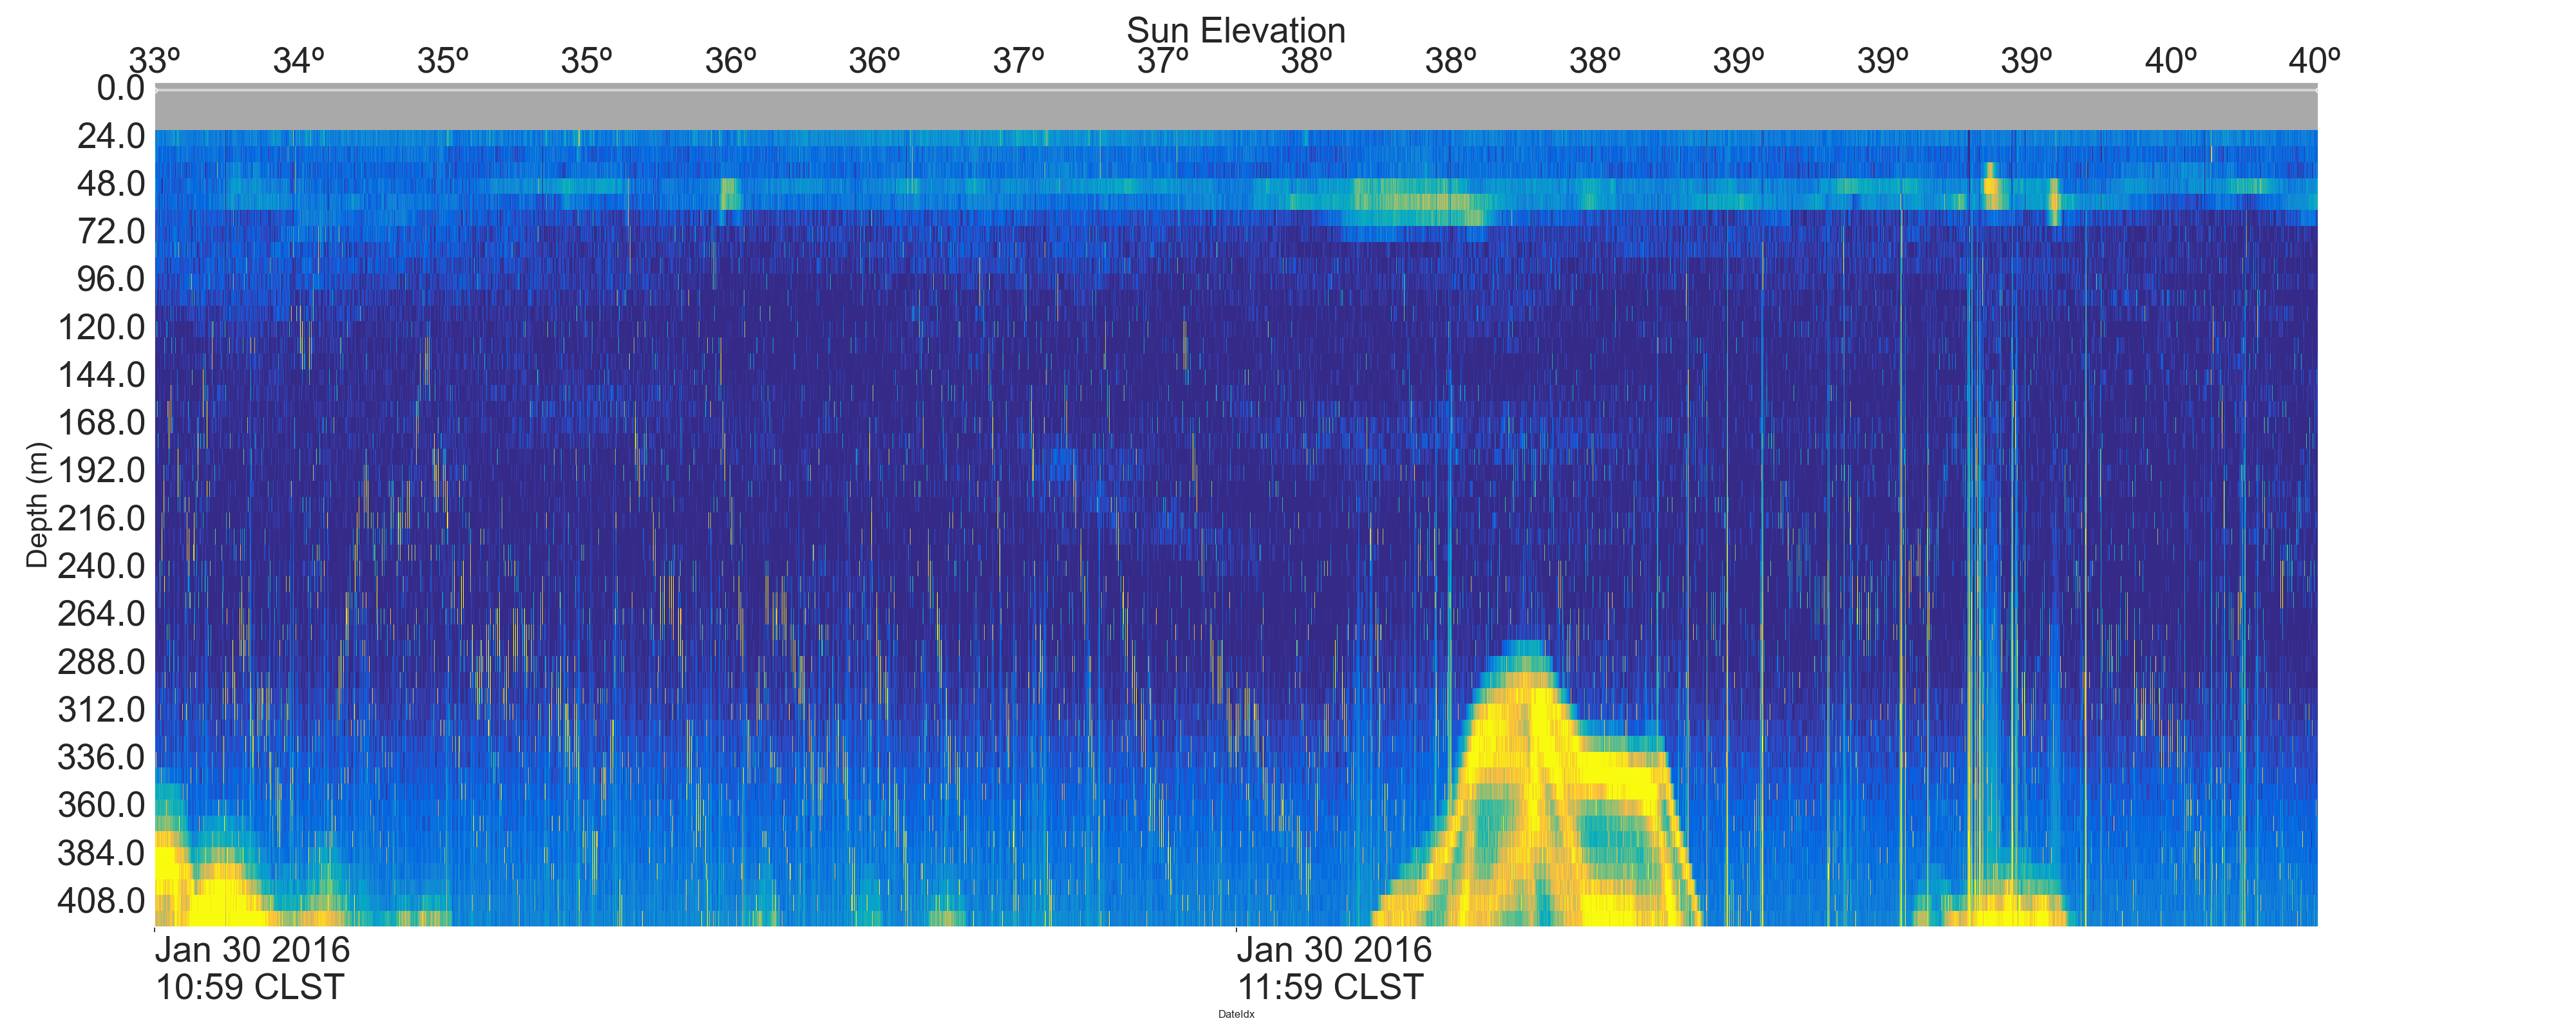 Sun Elevation
33º 34º 35º 35º 36º 36º 37º 37º 38º 38º 38º 39º 39º 39º 40º 40º
0.0
24.0
48.0
72.0
96.0
120.0
144.0
168.0
192.0
216.0
240.0
264.0
288.0
312.0
336.0
360.0
384.0
408.0
Depth (m)
Jan 30 2016
10:59 CLST
Jan 30 2016
11:59 CLST
DateIdx